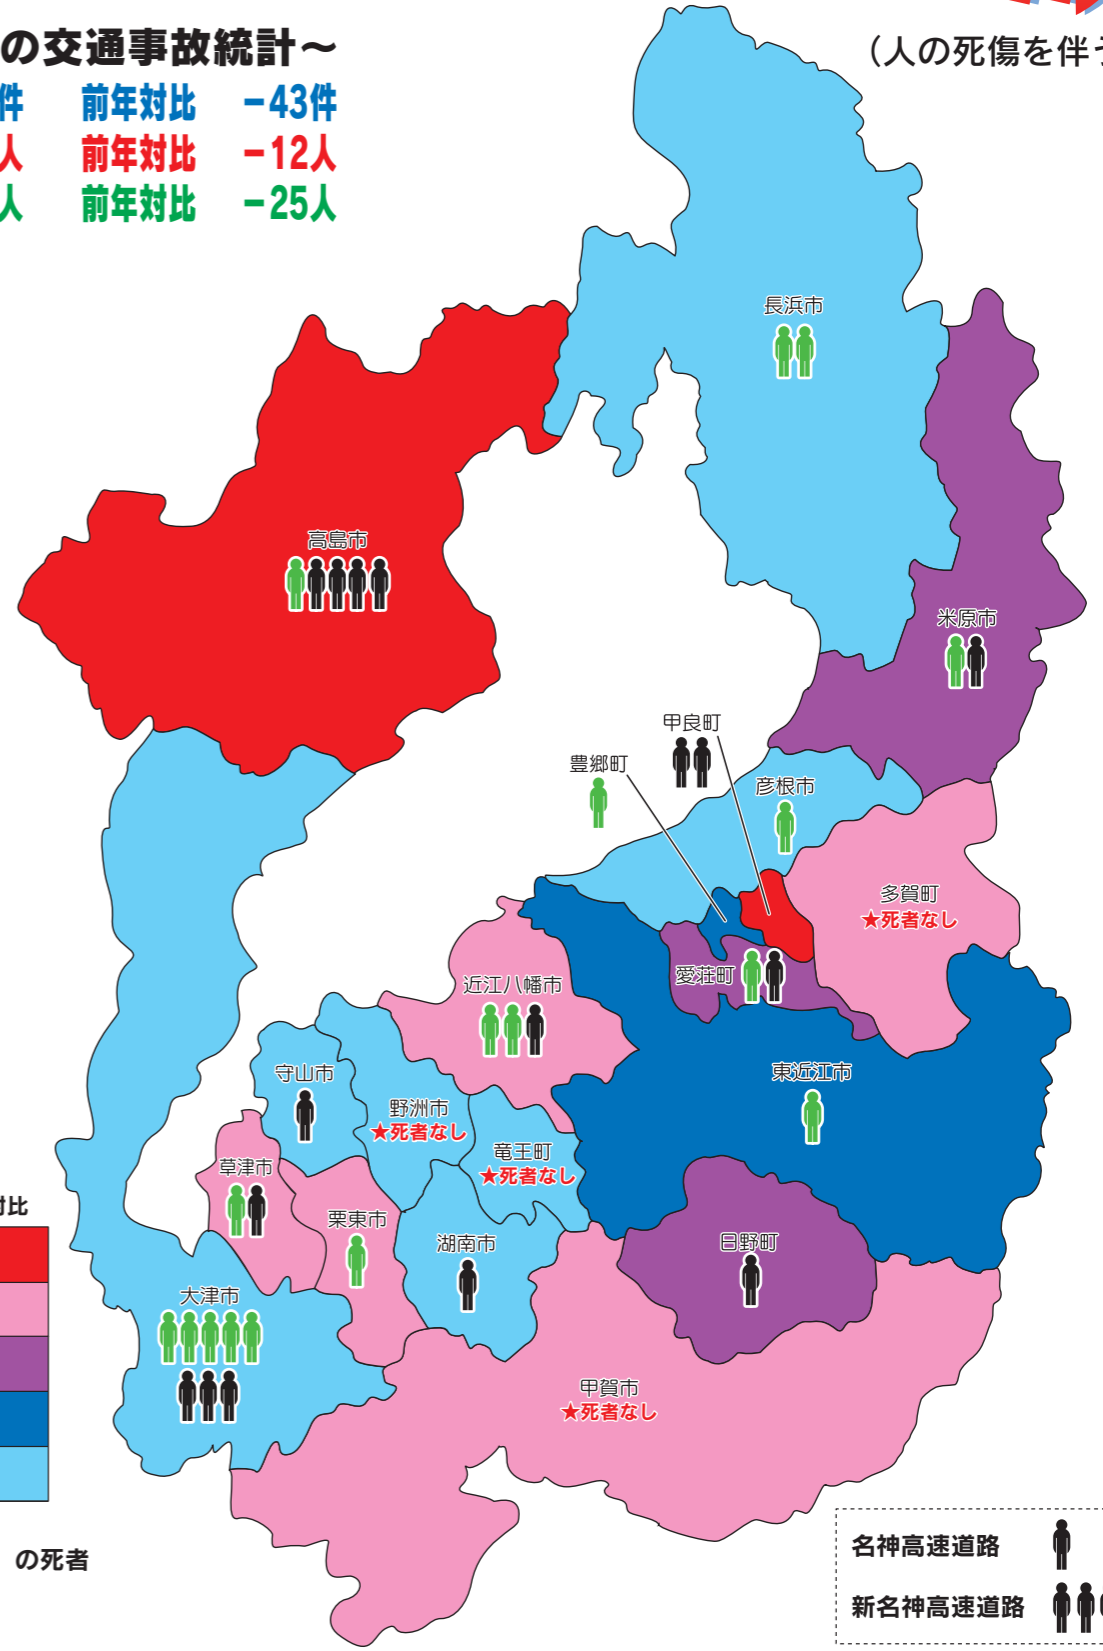 の交通事故統計～
件 前年対比 －43件
人 前年対比 －12人
人 前年対比 －25人
（人の死傷を伴う
長浜市
高島市
米原市
甲良町
豊郷町
彦根市
多賀町
★死者なし
愛荘町
近江八幡市
東近江市
守山市
野洲市
★死者なし
竜王町
★死者なし
草津市
栗東市
湖南市
日野町
大津市
甲賀市
★死者なし
対比
の死者
名神高速道路
新名神高速道路